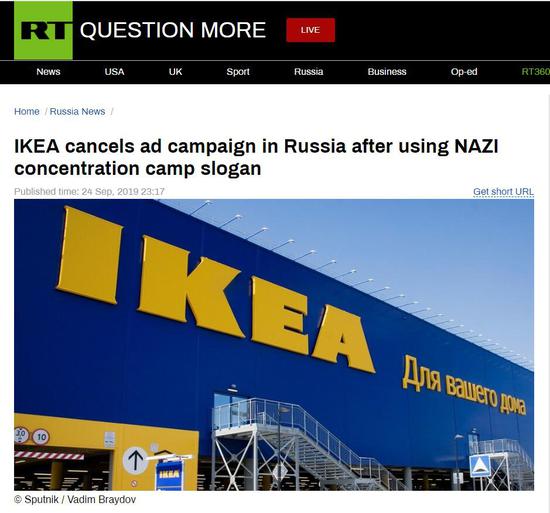 RT QUESTION MORE LIVE
News USA UK Sport Russia Business Op-ed RT360
Home / Russia News /
IKEA cancels ad campaign in Russia after using NAZI
concentration camp slogan
Published time: 24 Sep, 2019 23:17 Get short URL
IKEA
Для вашего дома
3.0 10
IKEA
© Sputnik / Vadim Braydov